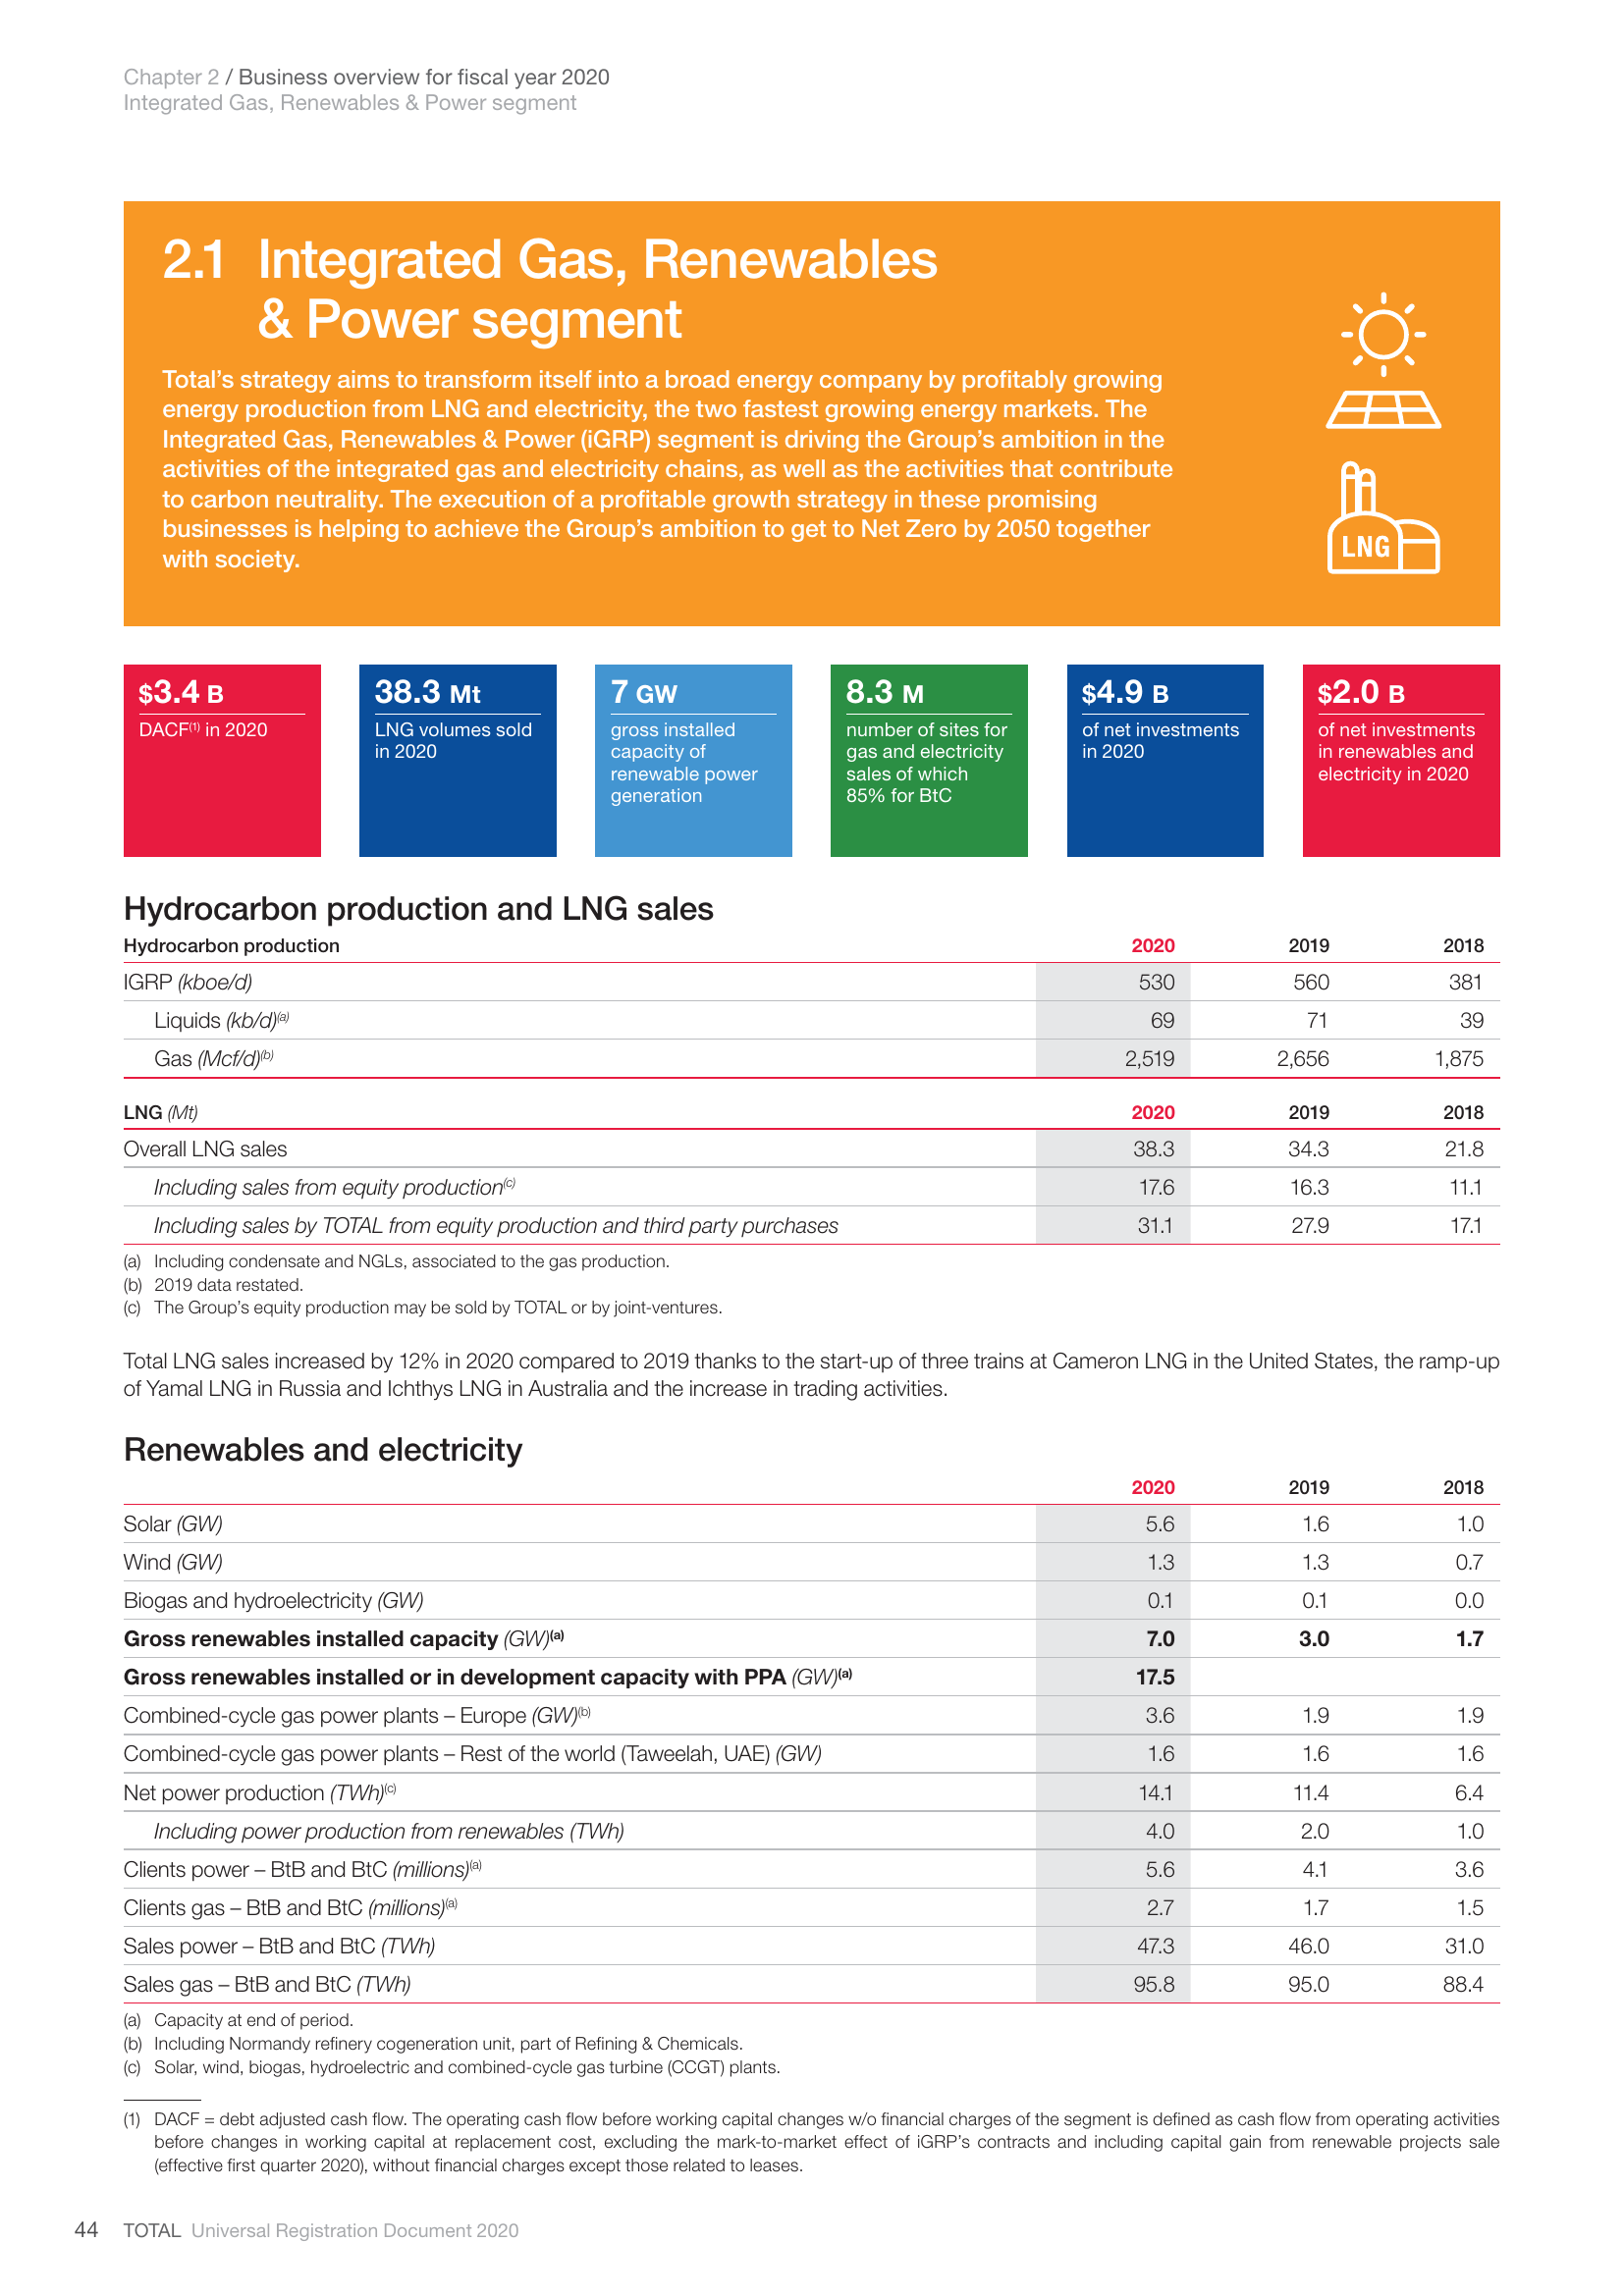 Chapter 2 / Business overview for fiscal year 2020
Integrated Gas, Renewables & Power segment
2.1 Integrated Gas, Renewables
& Power segment
Total's strategy aims to transform itself into a broad energy company by profitably growing
energy production from LNG and electricity, the two fastest growing energy markets. The
Integrated Gas, Renewables & Power (iGRP) segment is driving the Group's ambition in the
activities of the integrated gas and electricity chains, as well as the activities that contribute
to carbon neutrality. The execution of a profitable growth strategy in these promising
businesses is helping to achieve the Group's ambition to get to Net Zero by 2050 together
with society.
LNG
$3.4 B
DACF(1) in 2020
38.3 Mt
LNG volumes sold
in 2020
7 GW
gross installed
capacity of
renewable power
generation
8.3 M
number of sites for
gas and electricity
sales of which
85% for BtC
$4.9 B
of net investments
in 2020
$2.0 B
of net investments
in renewables and
electricity in 2020
Hydrocarbon production and LNG sales
Hydrocarbon production 2020 2019 2018
IGRP (kboe/d) 530 560 381
Liquids (kb/d)(a) 69 71 39
Gas (Mcf/d)(b) 2,519 2,656 1,875
LNG (Mt) 2020 2019 2018
Overall LNG sales 38.3 34.3 21.8
Including sales from equity production(c) 17.6 16.3 11.1
Including sales by TOTAL from equity production and third party purchases 31.1 27.9 17.1
(a) Including condensate and NGLs, associated to the gas production.
(b) 2019 data restated.
(c) The Group's equity production may be sold by TOTAL or by joint-ventures.
Total LNG sales increased by 12% in 2020 compared to 2019 thanks to the start-up of three trains at Cameron LNG in the United States, the ramp-up
of Yamal LNG in Russia and Ichthys LNG in Australia and the increase in trading activities.
Renewables and electricity
2020 2019 2018
Solar (GW) 5.6 1.6 1.0
Wind (GW) 1.3 1.3 0.7
Biogas and hydroelectricity (GW) 0.1 0.1 0.0
Gross renewables installed capacity (GW)(a) 7.0 3.0 1.7
Gross renewables installed or in development capacity with PPA (GW)(a) 17.5
Combined-cycle gas power plants – Europe (GW)(b) 3.6 1.9 1.9
Combined-cycle gas power plants – Rest of the world (Taweelah, UAE) (GW) 1.6 1.6 1.6
Net power production (TWh)(c) 14.1 11.4 6.4
Including power production from renewables (TWh) 4.0 2.0 1.0
Clients power – BtB and BtC (millions)(a) 5.6 4.1 3.6
Clients gas – BtB and BtC (millions)(a) 2.7 1.7 1.5
Sales power – BtB and BtC (TWh) 47.3 46.0 31.0
Sales gas – BtB and BtC (TWh) 95.8 95.0 88.4
(a) Capacity at end of period.
(b) Including Normandy refinery cogeneration unit, part of Refining & Chemicals.
(c) Solar, wind, biogas, hydroelectric and combined-cycle gas turbine (CCGT) plants.
(1) DACF = debt adjusted cash flow. The operating cash flow before working capital changes w/o financial charges of the segment is defined as cash flow from operating activities
before changes in working capital at replacement cost, excluding the mark-to-market effect of iGRP's contracts and including capital gain from renewable projects sale
(effective first quarter 2020), without financial charges except those related to leases.
44 TOTAL Universal Registration Document 2020